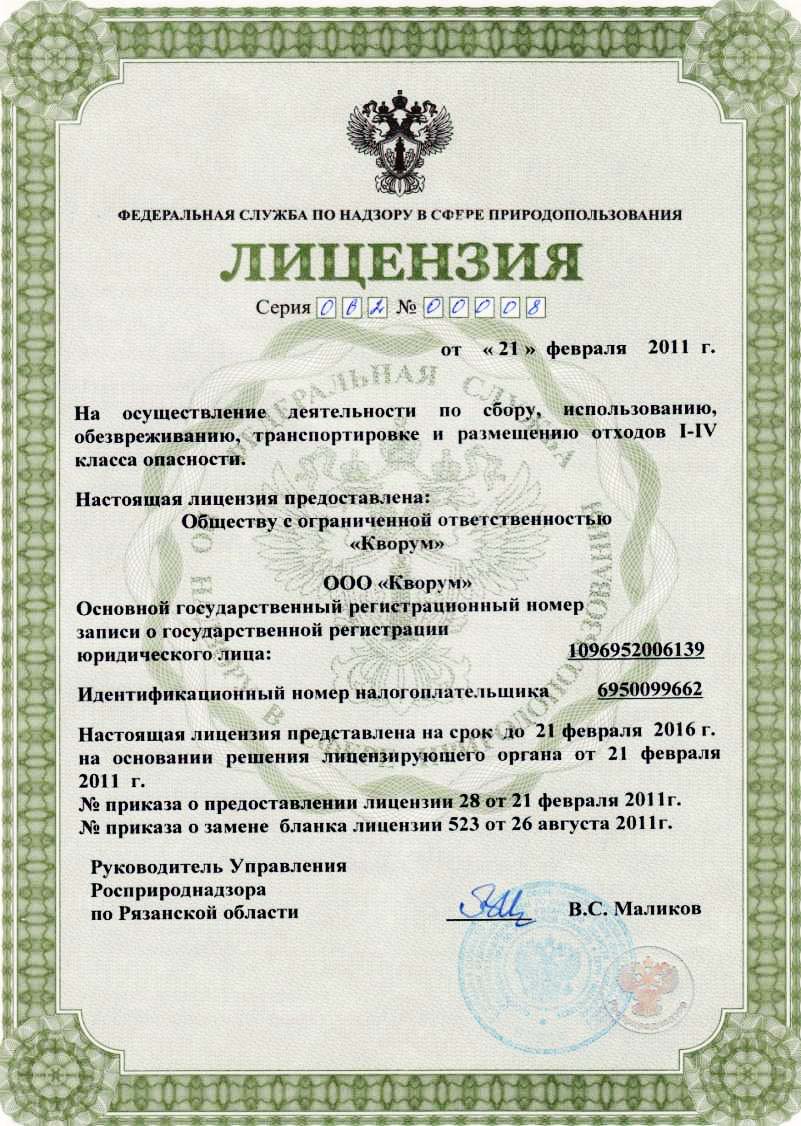 ФЕДЕРАЛЬНАЯ СЛУЖБА ПО НАДЗОРУ В СФЕРЕ ПРИРОДОПОЛЬЗОВАНИЯ
ЛИЦЕНЗИЯ
Серия 0В2 № 00008
от « 21 » февраля 2011 г.
На осуществление деятельности по сбору, использованию,
обезвреживанию, транспортировке и размещению отходов I-IV
класса опасности.
Настоящая лицензия предоставлена:
Обществу с ограниченной ответственностью
«Кворум»
ООО «Кворум»
Основной государственный регистрационный номер
записи о государственной регистрации
юридического лица: 1096952006139
Идентификационный номер налогоплательщика 6950099662
Настоящая лицензия представлена на срок до 21 февраля 2016 г.
на основании решения лицензирующего органа от 21 февраля
2011 г.
№ приказа о предоставлении лицензии 28 от 21 февраля 2011г.
№ приказа о замене бланка лицензии 523 от 26 августа 2011г.
Руководитель Управления
Росприроднадзора
по Рязанской области В.С. Маликов